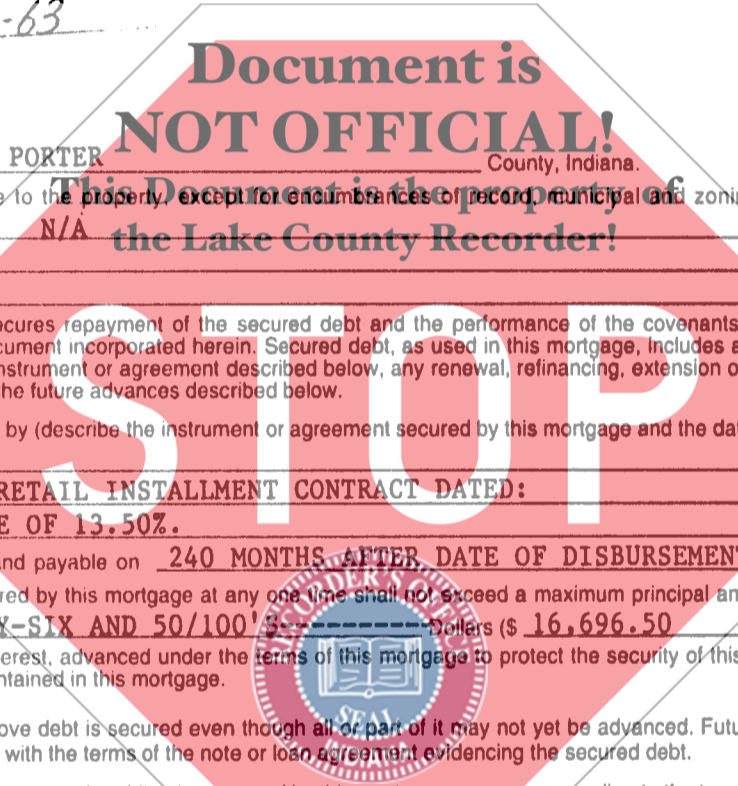 -63
Document is
NOT OFFICIAL!
PORTER County, Indiana.
This Document is the property of
e to the property, except for encumbrances of record, municipal and zoni
N/A
the Lake County Recorder!
STOP
ecures repayment of the secured debt and the performance of the covenants
cument incorporated herein. Secured debt, as used in this mortgage, includes a
nstrument or agreement described below, any renewal, refinancing, extension o
he future advances described below.
by (describe the instrument or agreement secured by this mortgage and the da
RETAIL INSTALLMENT CONTRACT DATED:
E OF 13.50%.
nd payable on 240 MONTHS AFTER DATE OF DISBURSEMENT
red by this mortgage at any one time shall not exceed a maximum principal am
Y-SIX AND 50/100'S---------------Dollars ($ 16,696.50
erest, advanced under the terms of this mortgage to protect the security of this
ntained in this mortgage.
RECORDER'S OFFICE
SEAL
INDIANA
ove debt is secured even though all or part of it may not yet be advanced. Futu
with the terms of the note or loan agreement evidencing the secured debt.